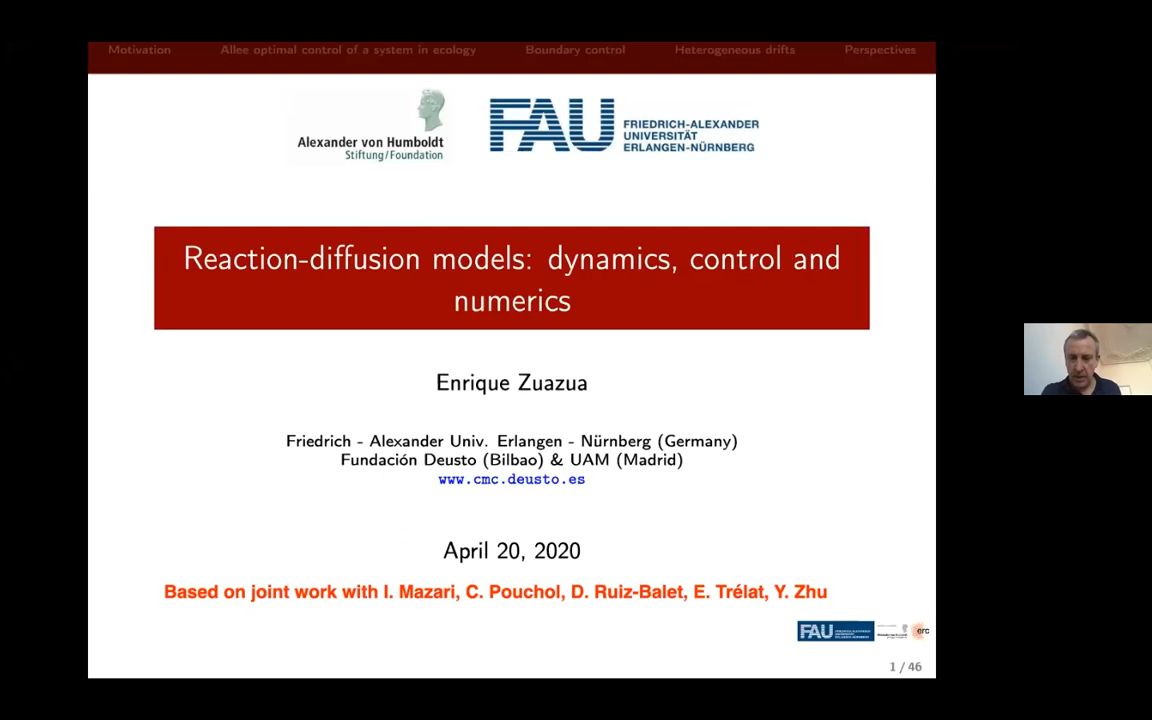 Motivation Allee optimal control of a system in ecology Boundary control Heterogeneous drifts Perspectives
Alexander von Humboldt
Stiftung/Foundation
FAU FRIEDRICH-ALEXANDER
UNIVERSITÄT
ERLANGEN-NÜRNBERG
Reaction-diffusion models: dynamics, control and
numerics
Enrique Zuazua
Friedrich - Alexander Univ. Erlangen - Nürnberg (Germany)
Fundación Deusto (Bilbao) & UAM (Madrid)
www.cmc.deusto.es
April 20, 2020
Based on joint work with I. Mazari, C. Pouchol, D. Ruiz-Balet, E. Trélat, Y. Zhu
FAU erc
1 / 46